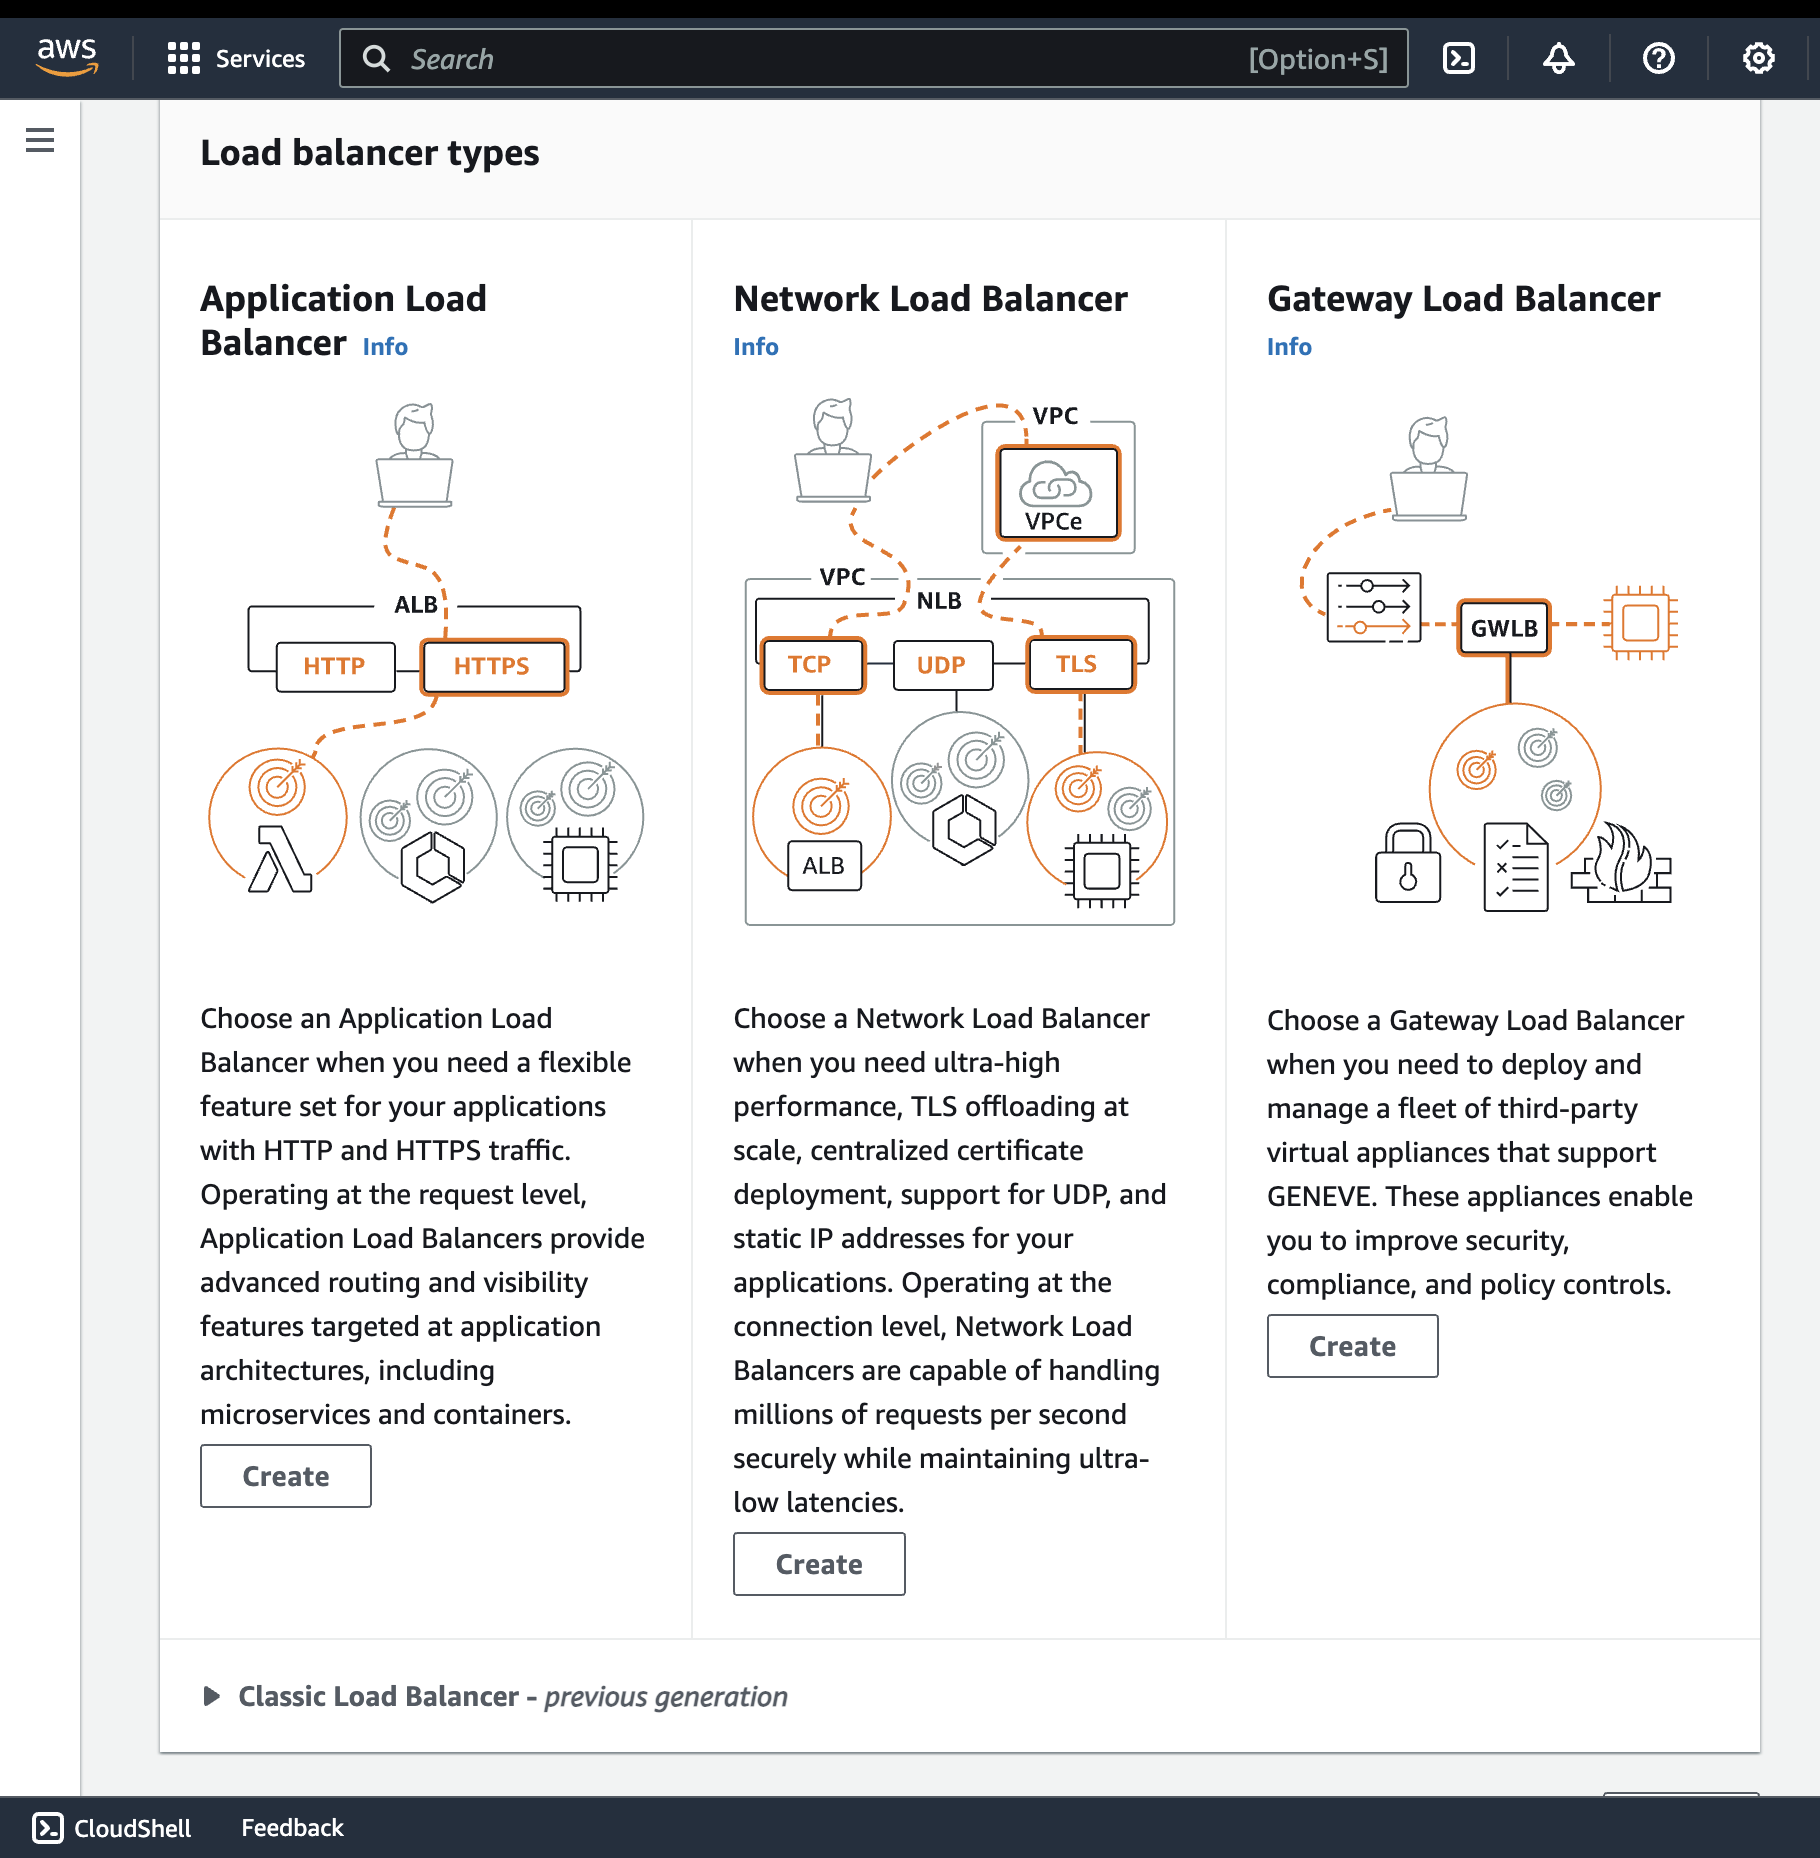 aws
Services
Search
[Option+S]
Load balancer types
Application Load
Balancer Info
ALB
HTTP
HTTPS
Choose an Application Load
Balancer when you need a flexible
feature set for your applications
with HTTP and HTTPS traffic.
Operating at the request level,
Application Load Balancers provide
advanced routing and visibility
features targeted at application
architectures, including
microservices and containers.
Create
Network Load Balancer
Info
VPC
VPCe
VPC
NLB
TCP
UDP
TLS
ALB
Choose a Network Load Balancer
when you need ultra-high
performance, TLS offloading at
scale, centralized certificate
deployment, support for UDP, and
static IP addresses for your
applications. Operating at the
connection level, Network Load
Balancers are capable of handling
millions of requests per second
securely while maintaining ultra-
low latencies.
Create
Gateway Load Balancer
Info
GWLB
Choose a Gateway Load Balancer
when you need to deploy and
manage a fleet of third-party
virtual appliances that support
GENEVE. These appliances enable
you to improve security,
compliance, and policy controls.
Create
Classic Load Balancer - previous generation
CloudShell
Feedback